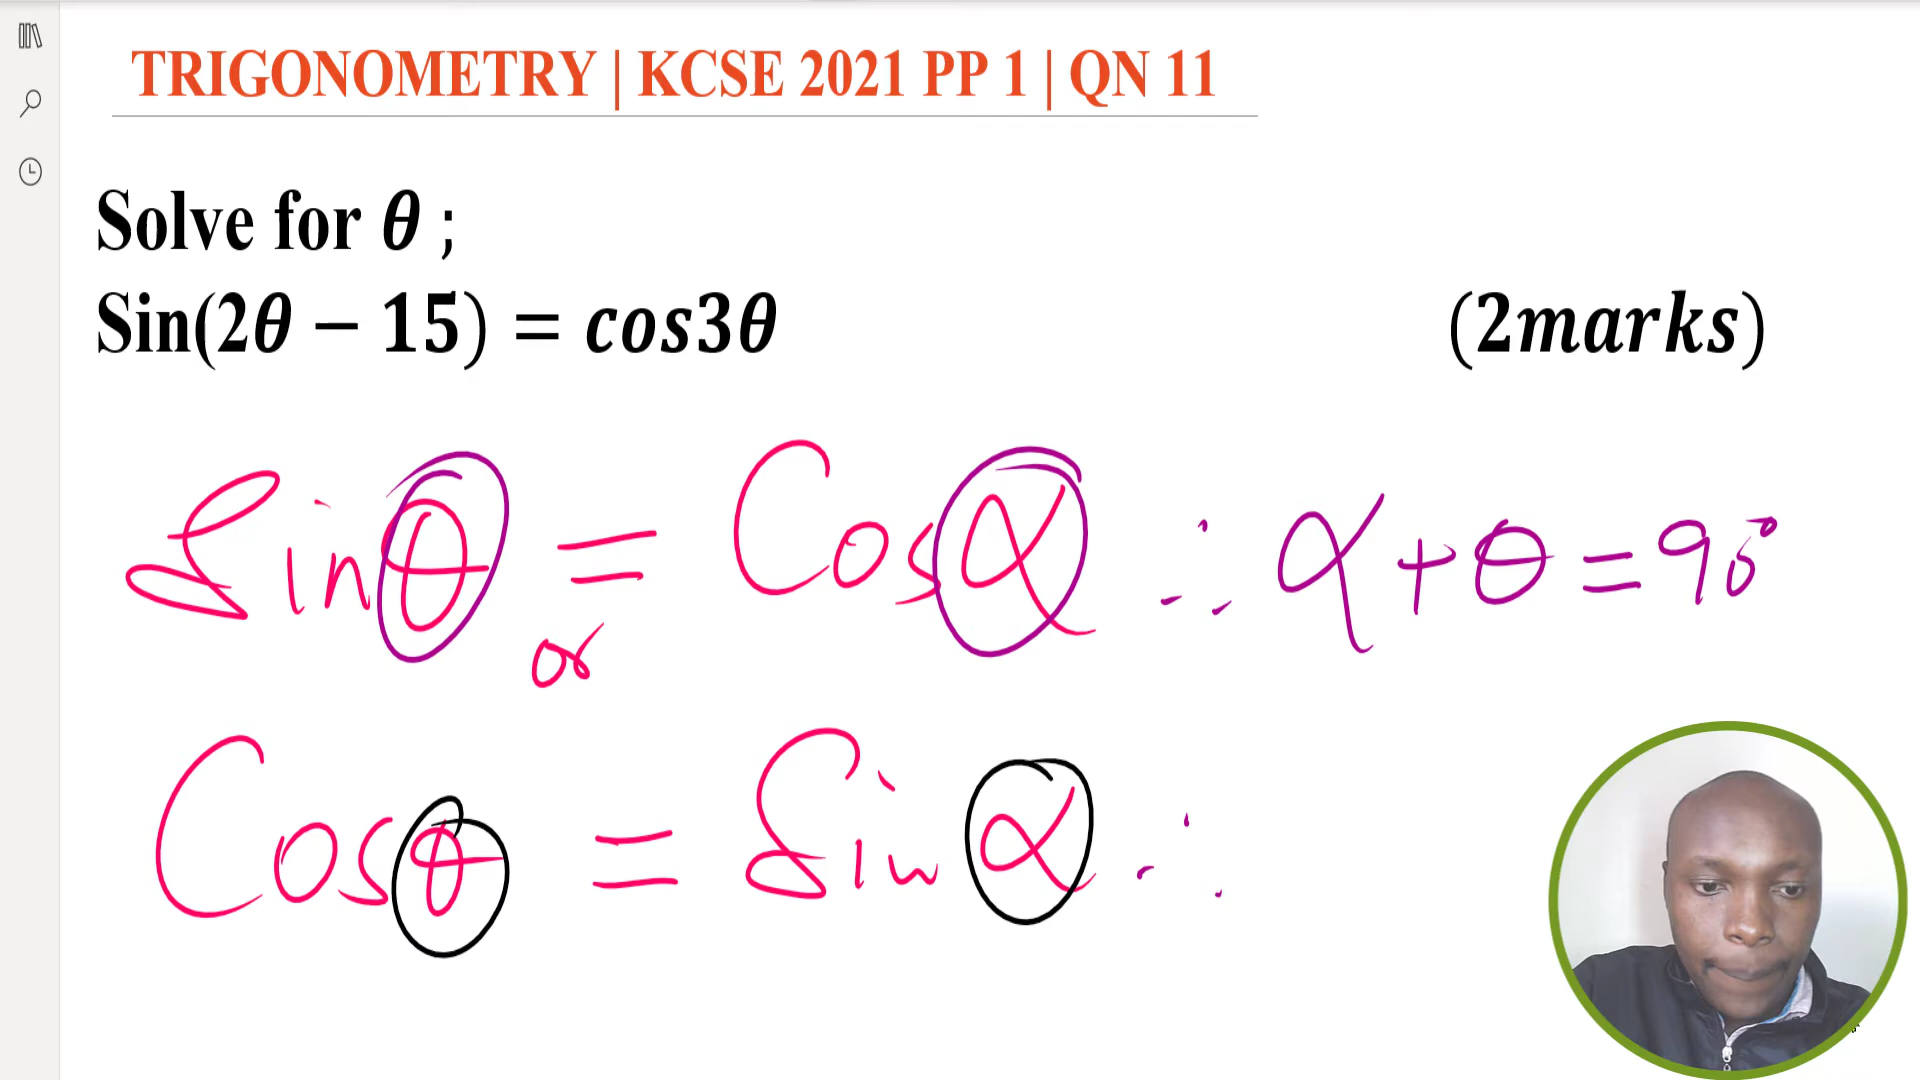 TRIGONOMETRY | KCSE 2021 PP 1 | QN 11
Solve for θ ;
Sin(2θ − 15) = cos3θ (2marks)
Sinθ = Cosα ∴ α + θ = 90°
or
Cosθ = Sinα ∴